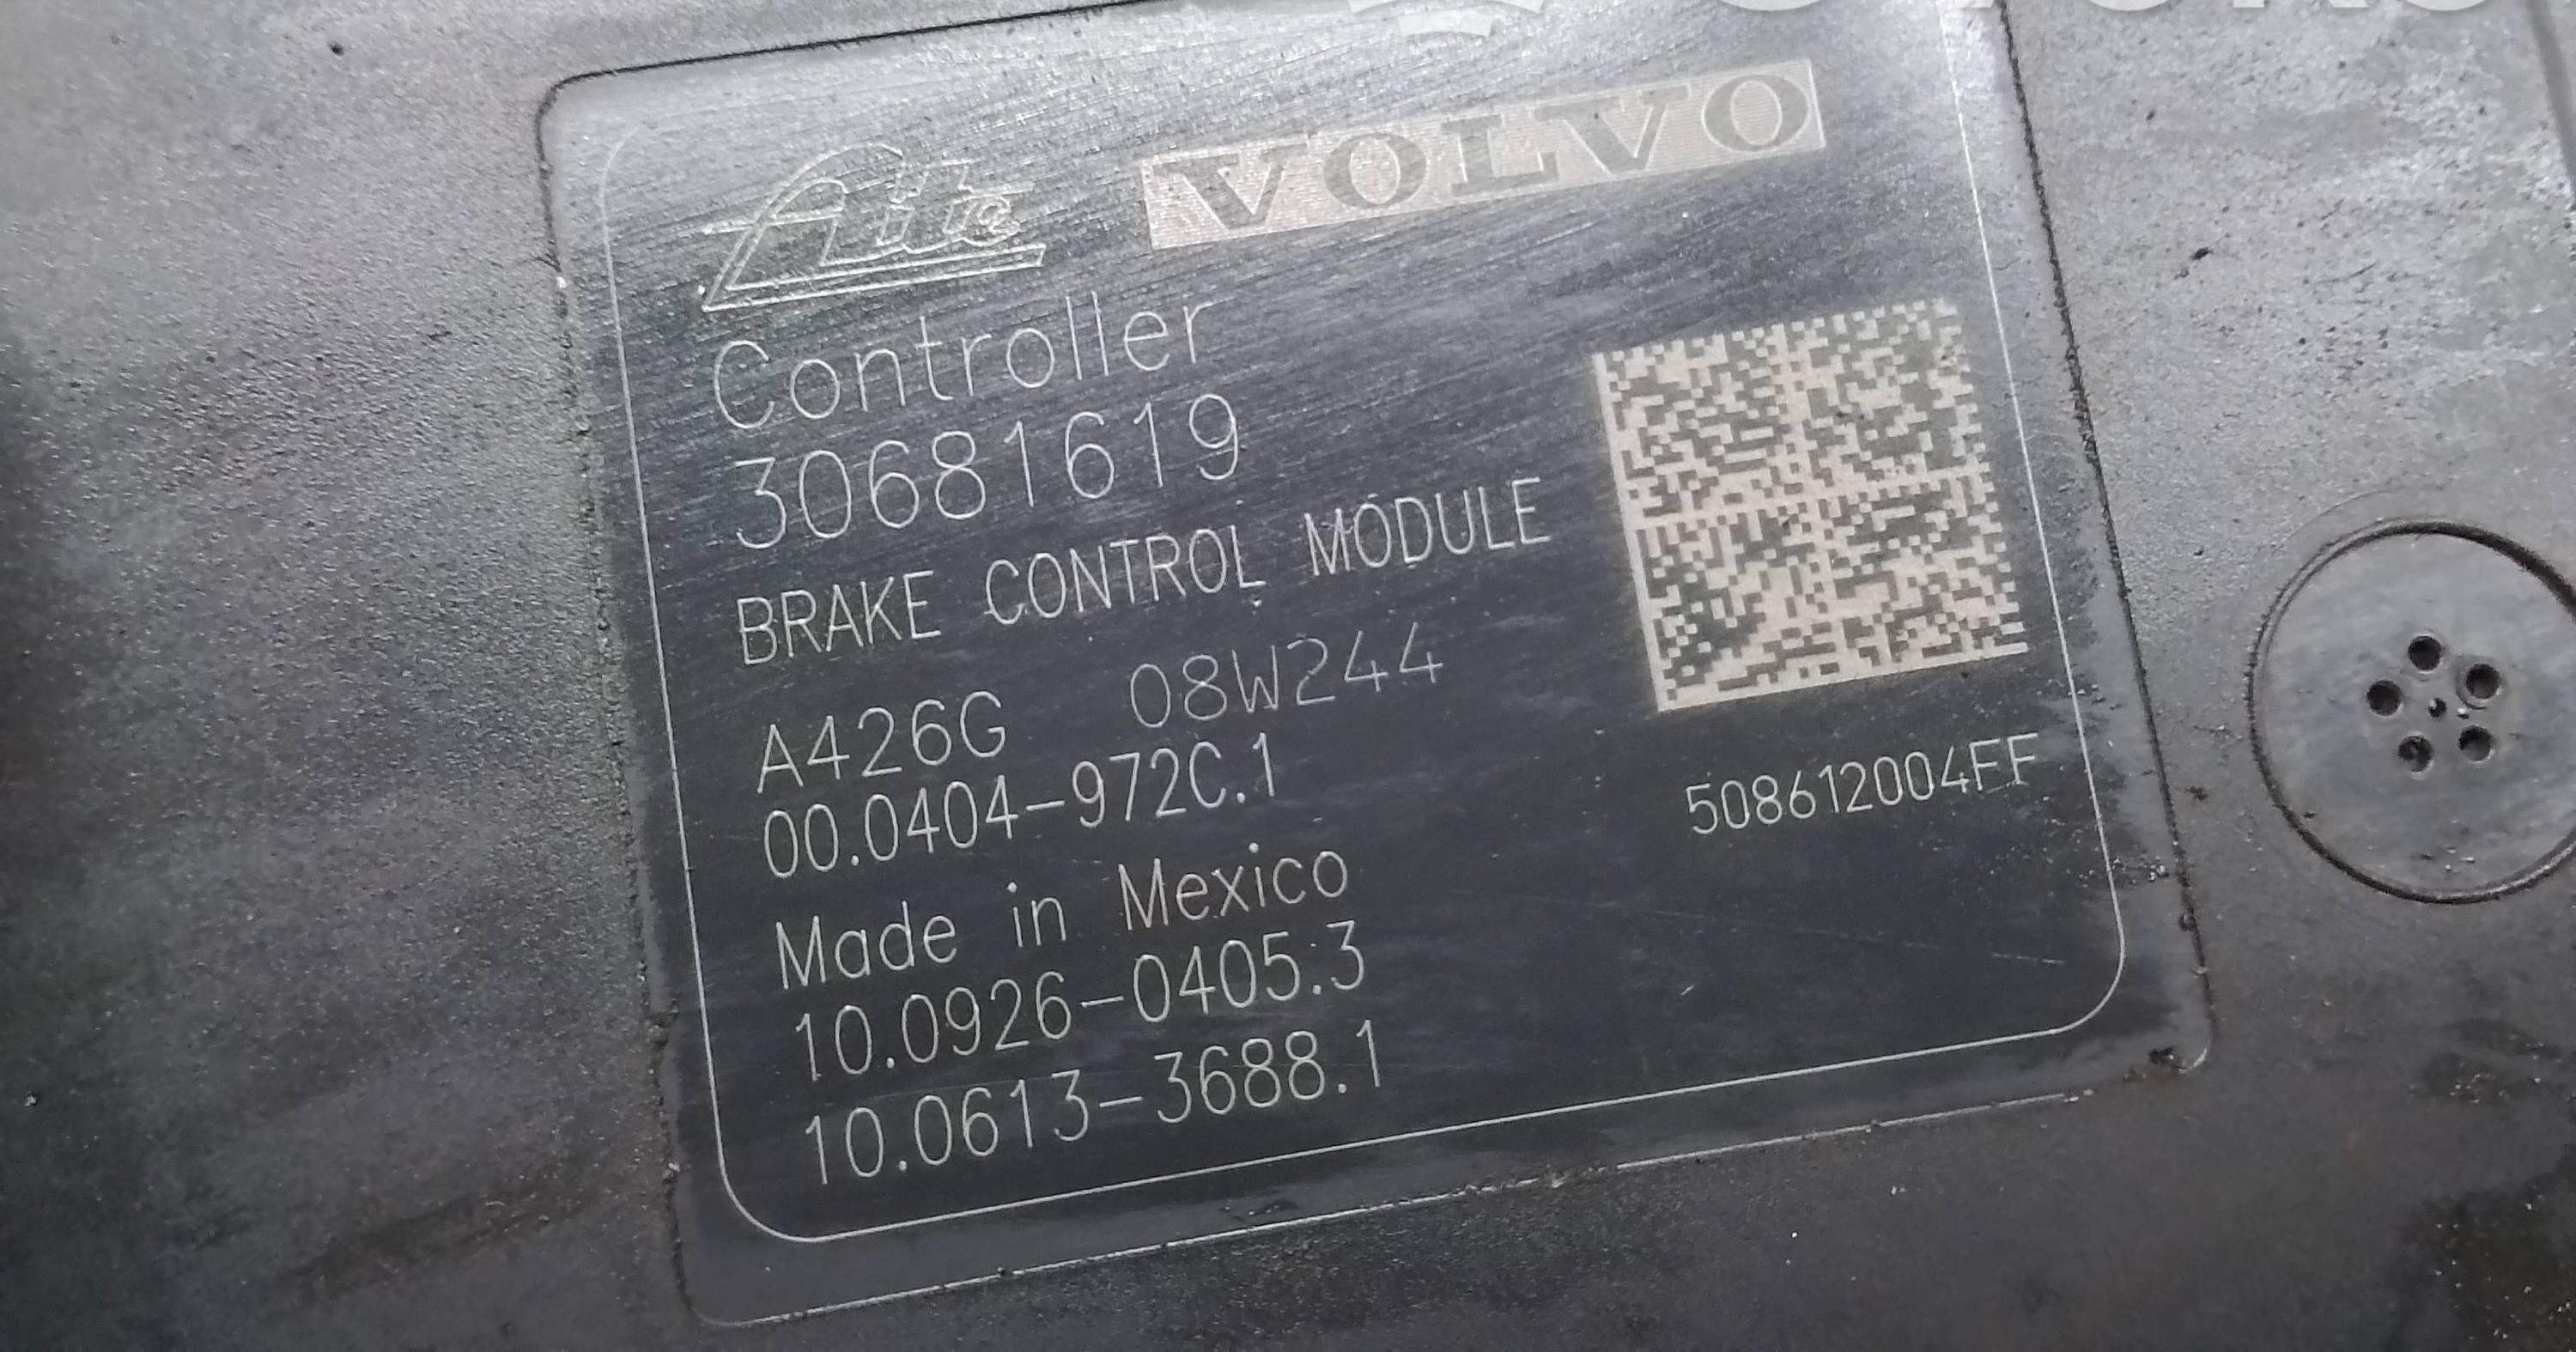 Ate VOLVO
Controller
30681619
BRAKE CONTROL MODULE
A426G 08W244
00.0404-972C.1
508612004FF
Made in Mexico
10.0926-0405.3
10.0613-3688.1